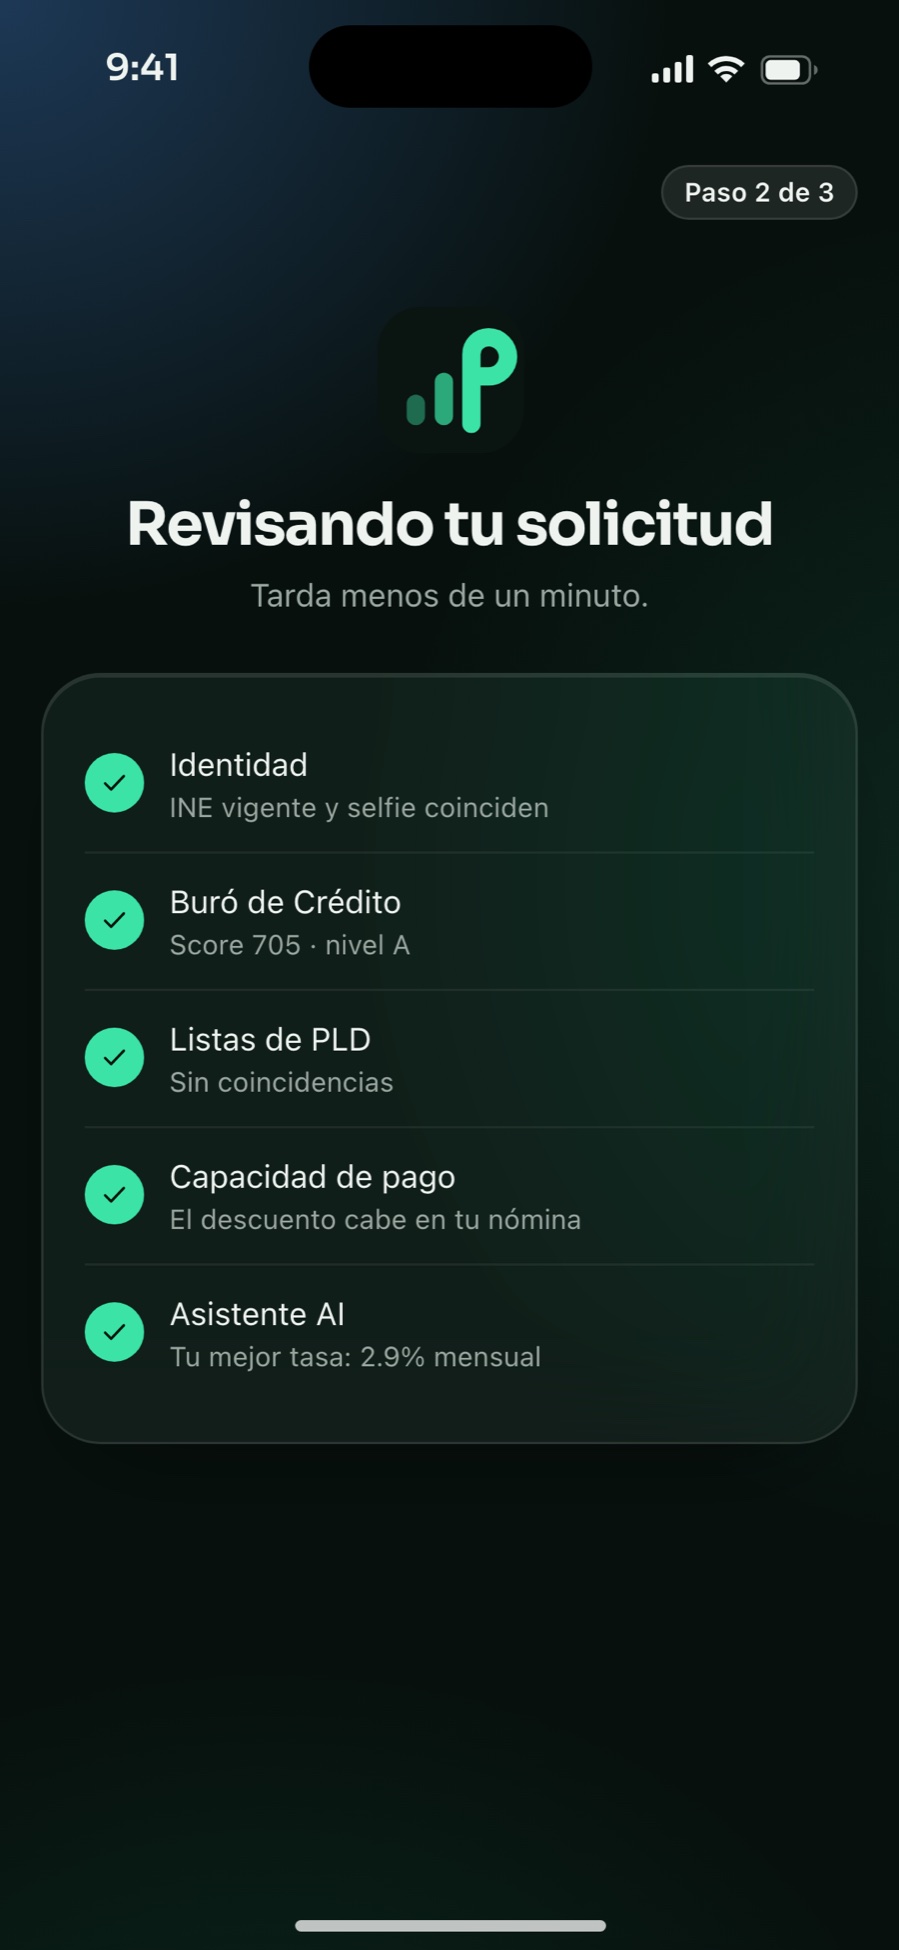 9:41
Paso 2 de 3
Revisando tu solicitud
Tarda menos de un minuto.
Identidad
INE vigente y selfie coinciden
Buró de Crédito
Score 705 · nivel A
Listas de PLD
Sin coincidencias
Capacidad de pago
El descuento cabe en tu nómina
Asistente AI
Tu mejor tasa: 2.9% mensual